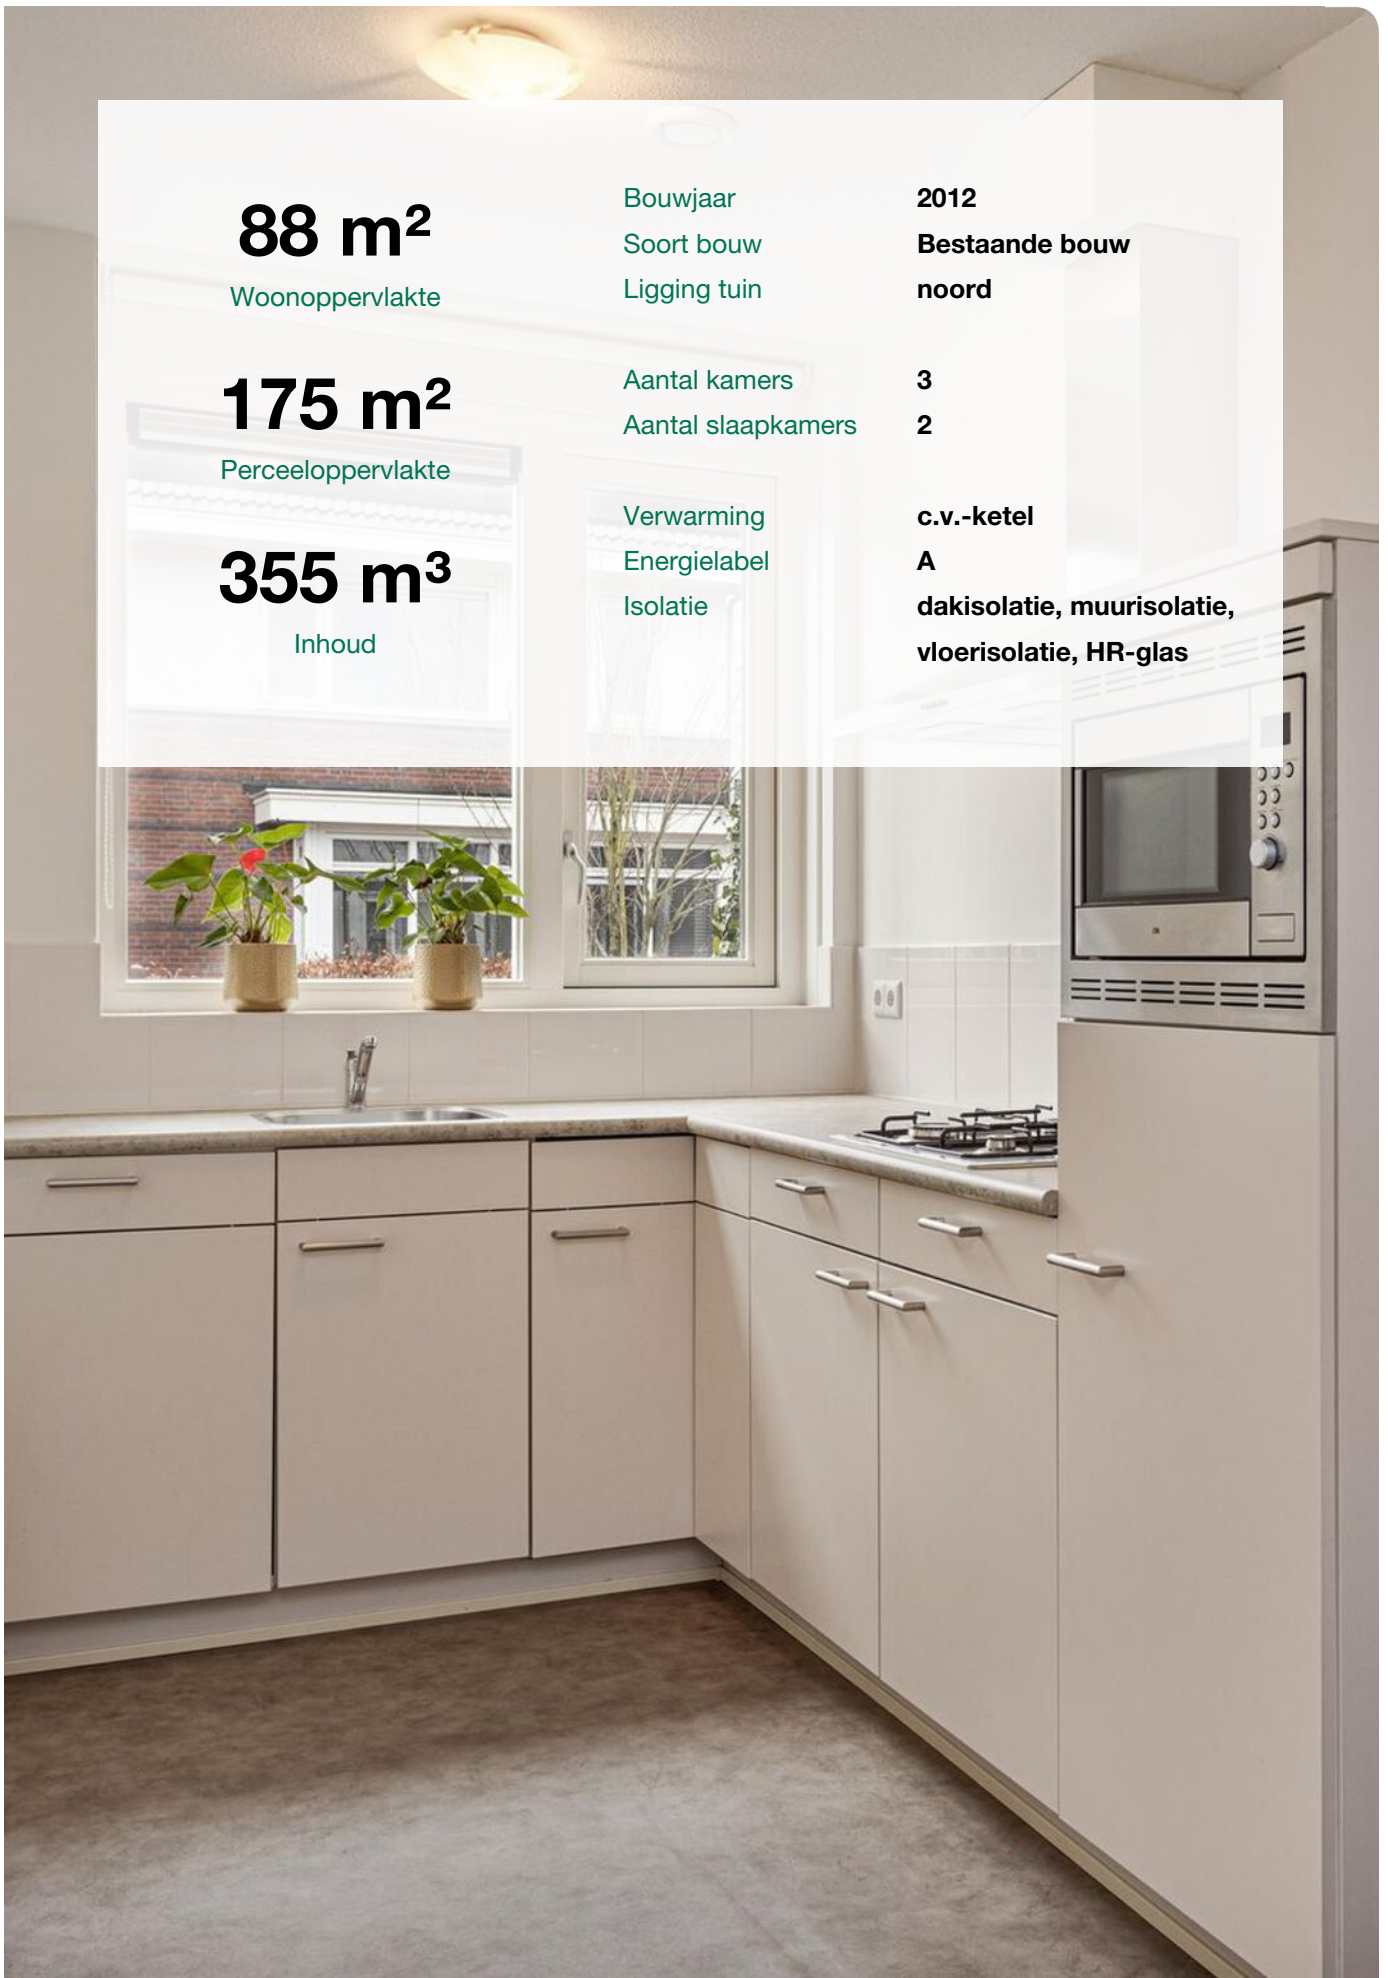 88 m²
Woonoppervlakte
175 m²
Perceeloppervlakte
355 m³
Inhoud
Bouwjaar 2012
Soort bouw Bestaande bouw
Ligging tuin noord
Aantal kamers 3
Aantal slaapkamers 2
Verwarming c.v.-ketel
Energielabel A
Isolatie dakisolatie, muurisolatie,
vloerisolatie, HR-glas